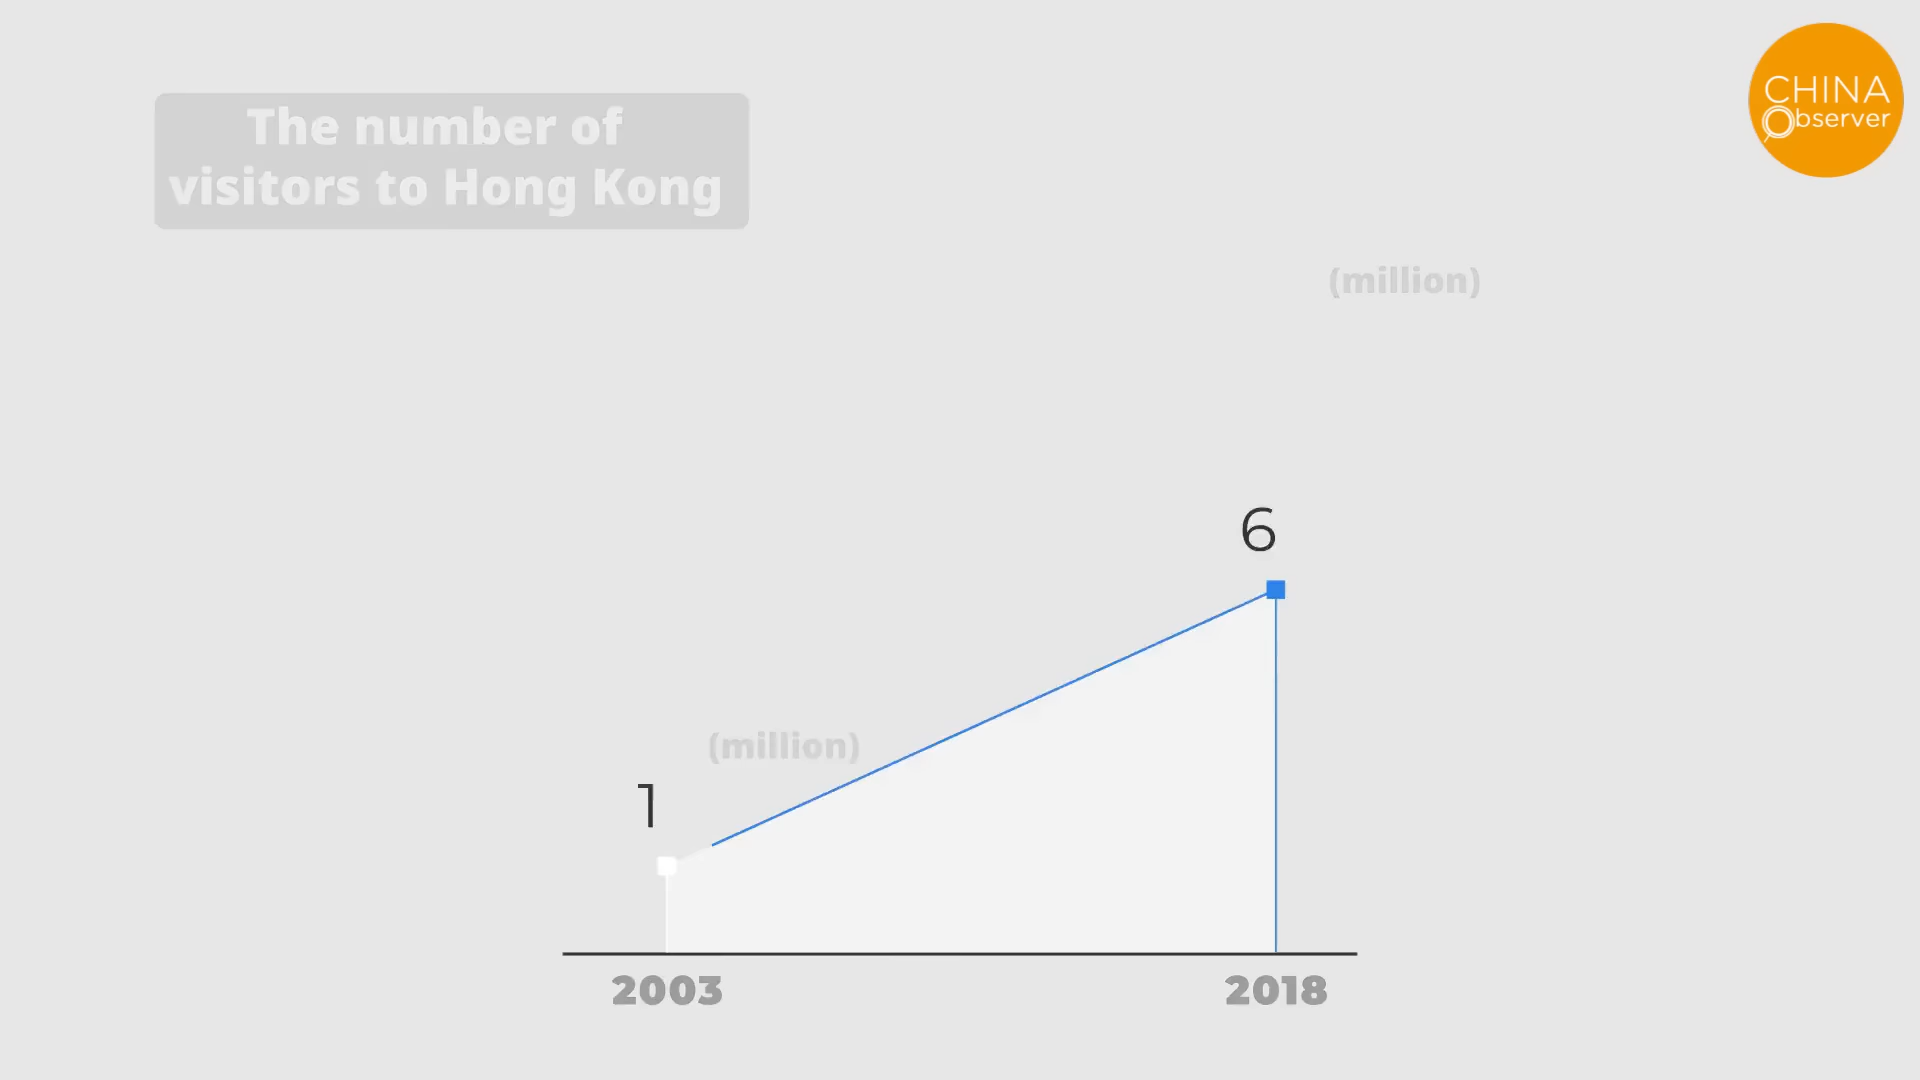 CHINA
Observer
The number of
visitors to Hong Kong
(million)
6
(million)
1
2003
2018